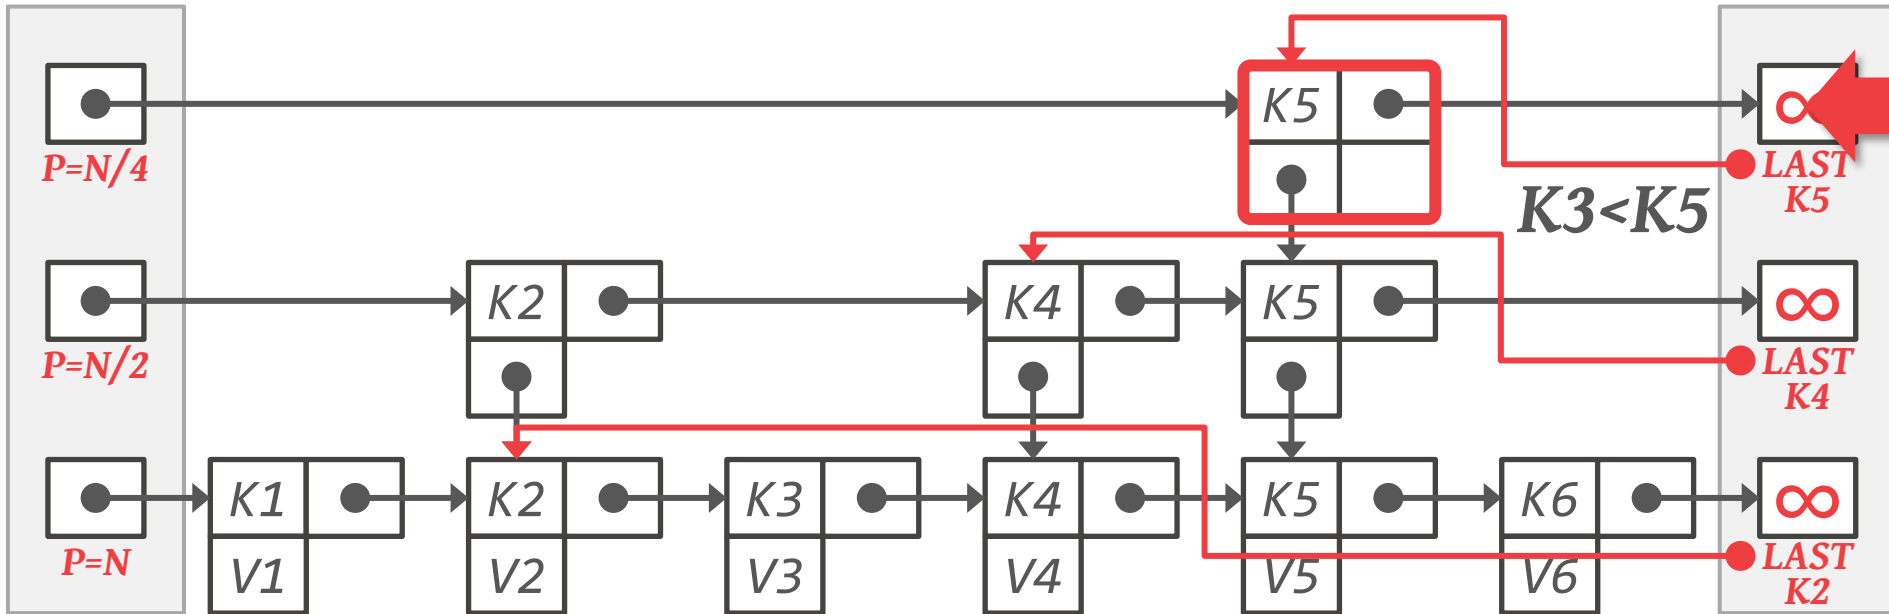 K5
∞
P=N/4
LAST
K5
K3<K5
K2
K4
K5
∞
P=N/2
LAST
K4
K1
K2
K3
K4
K5
K6
∞
P=N
V1
V2
V3
V4
V5
V6
LAST
K2